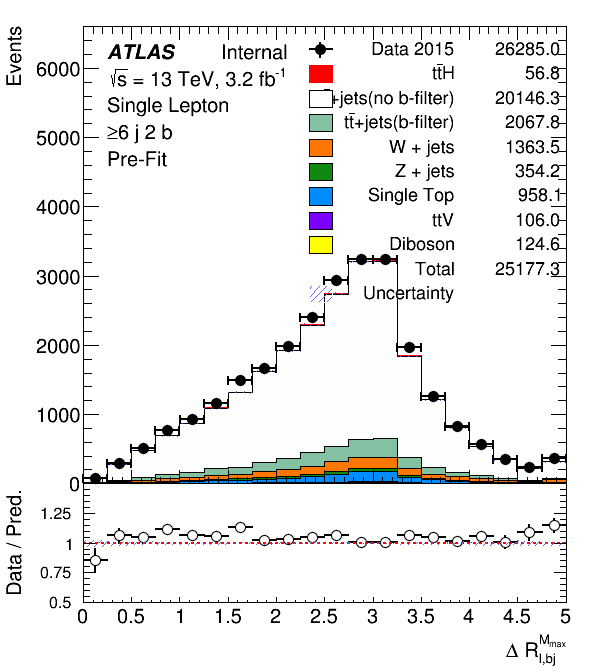 Events
ATLAS Internal
√s = 13 TeV, 3.2 fb⁻¹
Single Lepton
≥6 j 2 b
Pre-Fit
Data 2015 26285.0
tt̄H 56.8
+jets(no b-filter) 20146.3
tt̄+jets(b-filter) 2067.8
W + jets 1363.5
Z + jets 354.2
Single Top 958.1
ttV 106.0
Diboson 124.6
Total 25177.3
Uncertainty
6000
5000
4000
3000
2000
1000
0
Data / Pred.
1.25
1
0.75
0.5
0 0.5 1 1.5 2 2.5 3 3.5 4 4.5 5
Δ R_{l,bj}^{M_{max}}